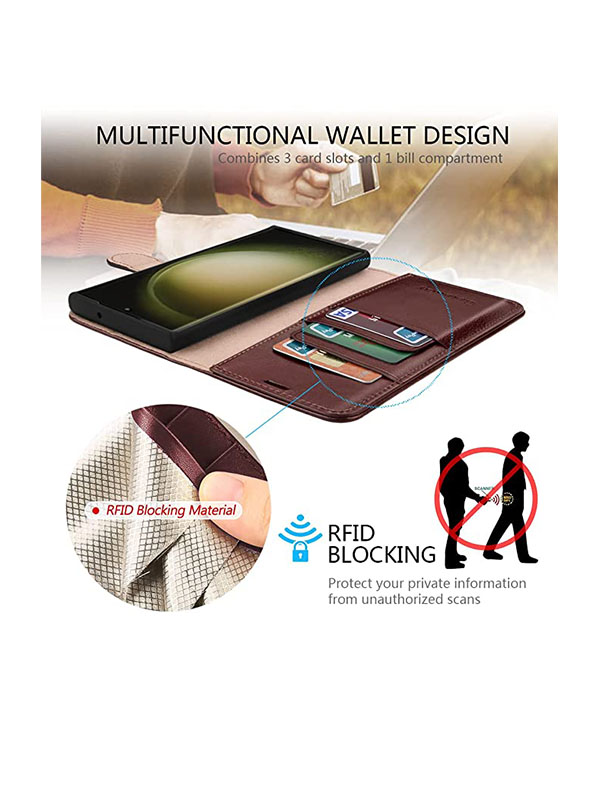 MULTIFUNCTIONAL WALLET DESIGN
Combines 3 card slots and 1 bill compartment
RFID Blocking Material
SCANNER
RFID
BLOCKING
Protect your private information
from unauthorized scans